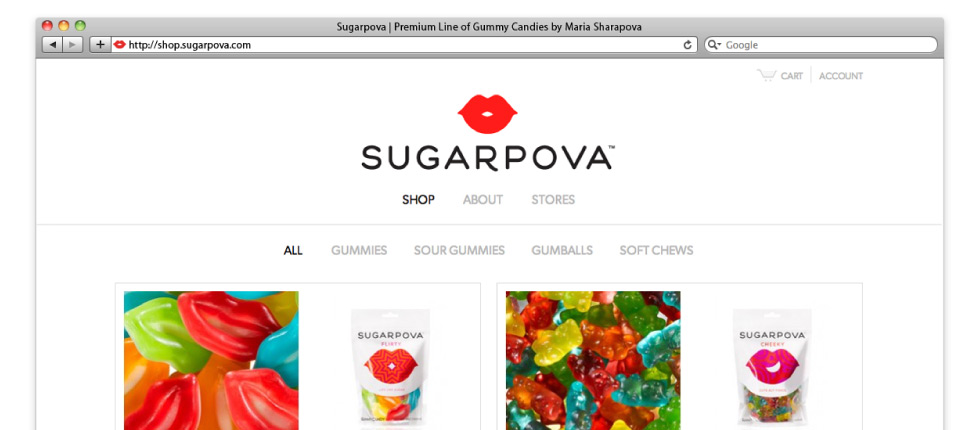 Sugarpova | Premium Line of Gummy Candies by Maria Sharapova
http://shop.sugarpova.com
Google
CART
ACCOUNT
SUGARPOVA™
SHOP ABOUT STORES
ALL GUMMIES SOUR GUMMIES GUMBALLS SOFT CHEWS
SUGARPOVA
FLIRTY
SUGARPOVA
CHEEKY